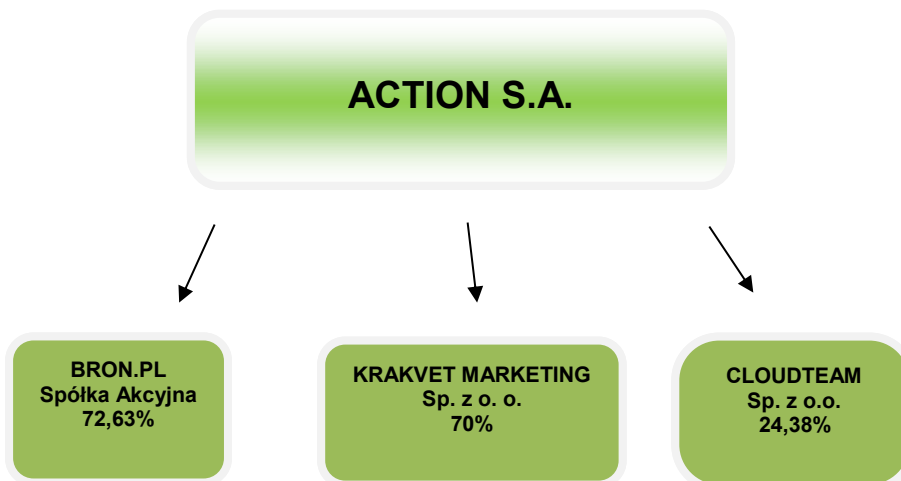 ACTION S.A.
BRON.PL
Spółka Akcyjna
72,63%
KRAKVET MARKETING
Sp. z o. o.
70%
CLOUDTEAM
Sp. z o.o.
24,38%